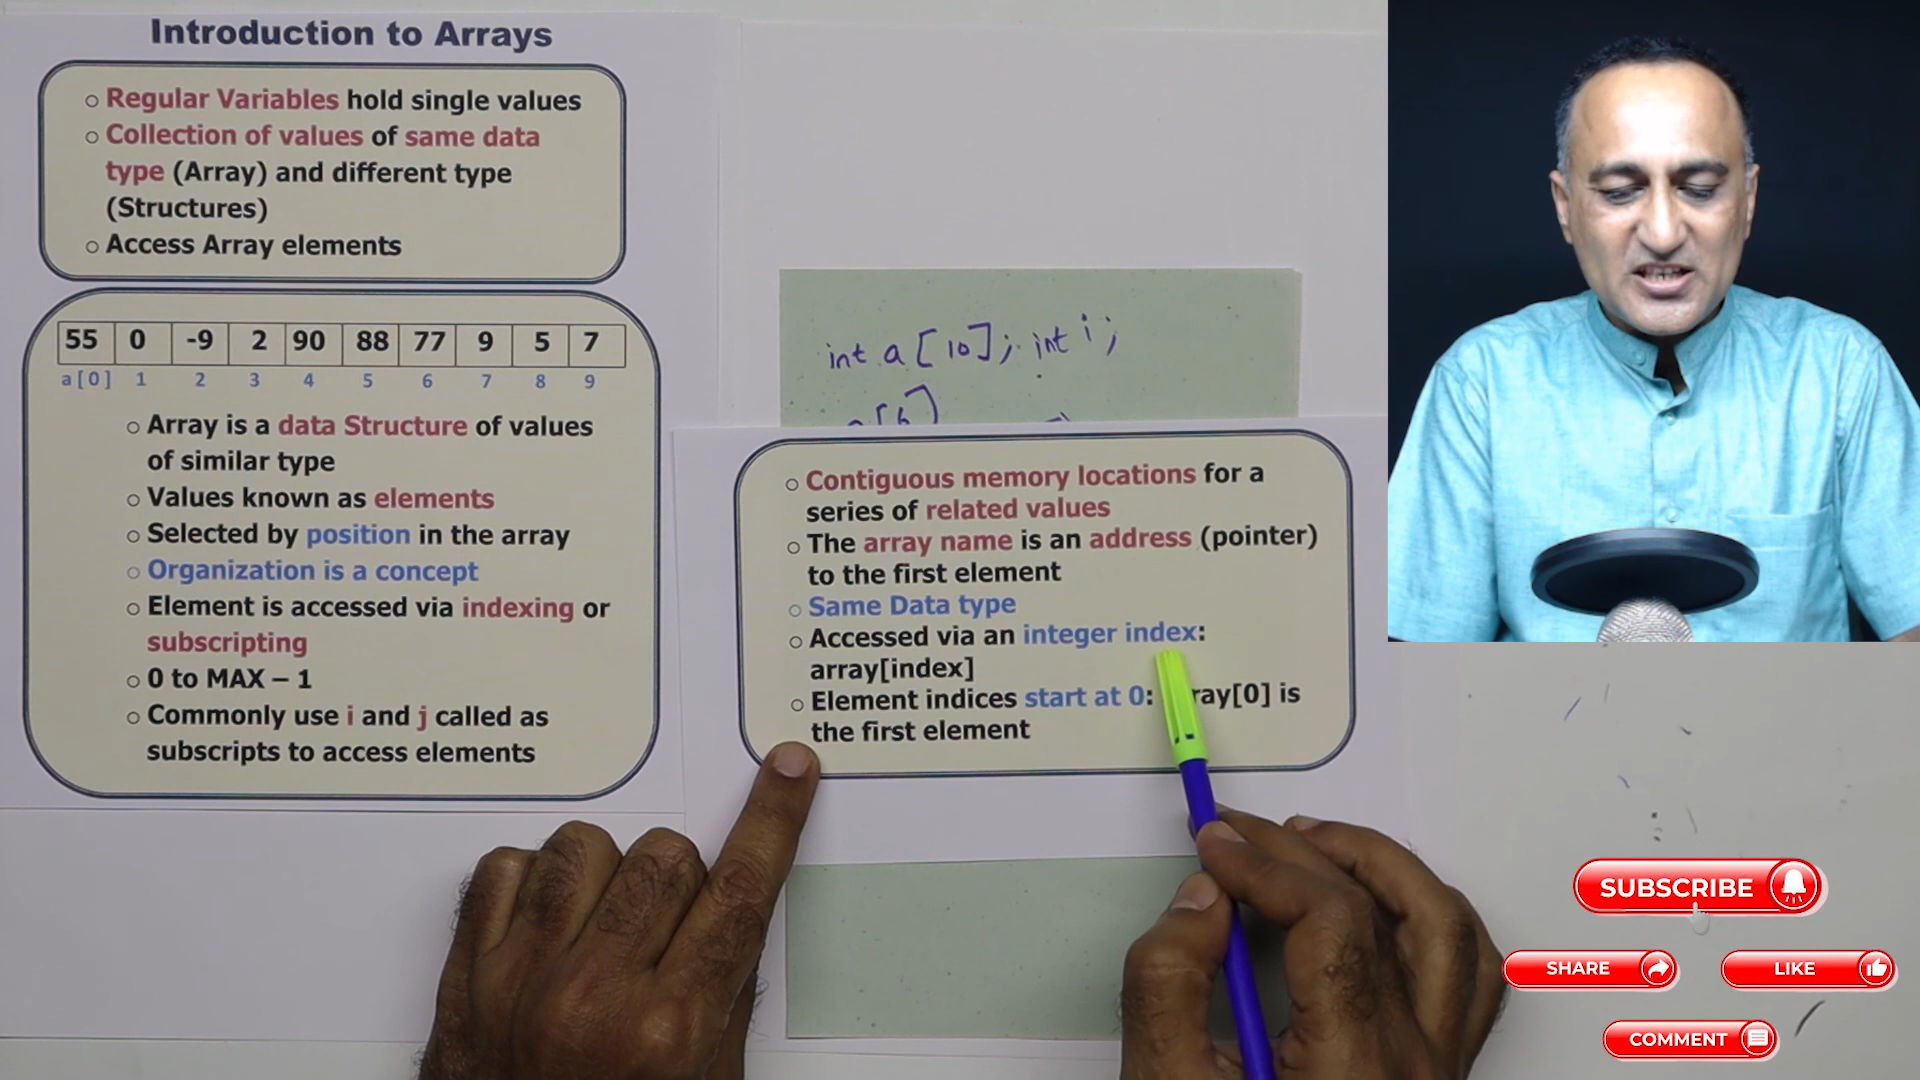 Introduction to Arrays
○ Regular Variables hold single values
○ Collection of values of same data
type (Array) and different type
(Structures)
○ Access Array elements
55 0 -9 2 90 88 77 9 5 7
a[0] 1 2 3 4 5 6 7 8 9
○ Array is a data Structure of values
of similar type
○ Values known as elements
○ Selected by position in the array
○ Organization is a concept
○ Element is accessed via indexing or
subscripting
○ 0 to MAX – 1
○ Commonly use i and j called as
subscripts to access elements
int a[10]; int i;
○ Contiguous memory locations for a
series of related values
○ The array name is an address (pointer)
to the first element
○ Same Data type
○ Accessed via an integer index:
array[index]
○ Element indices start at 0: ray[0] is
the first element
SUBSCRIBE
SHARE
LIKE
COMMENT